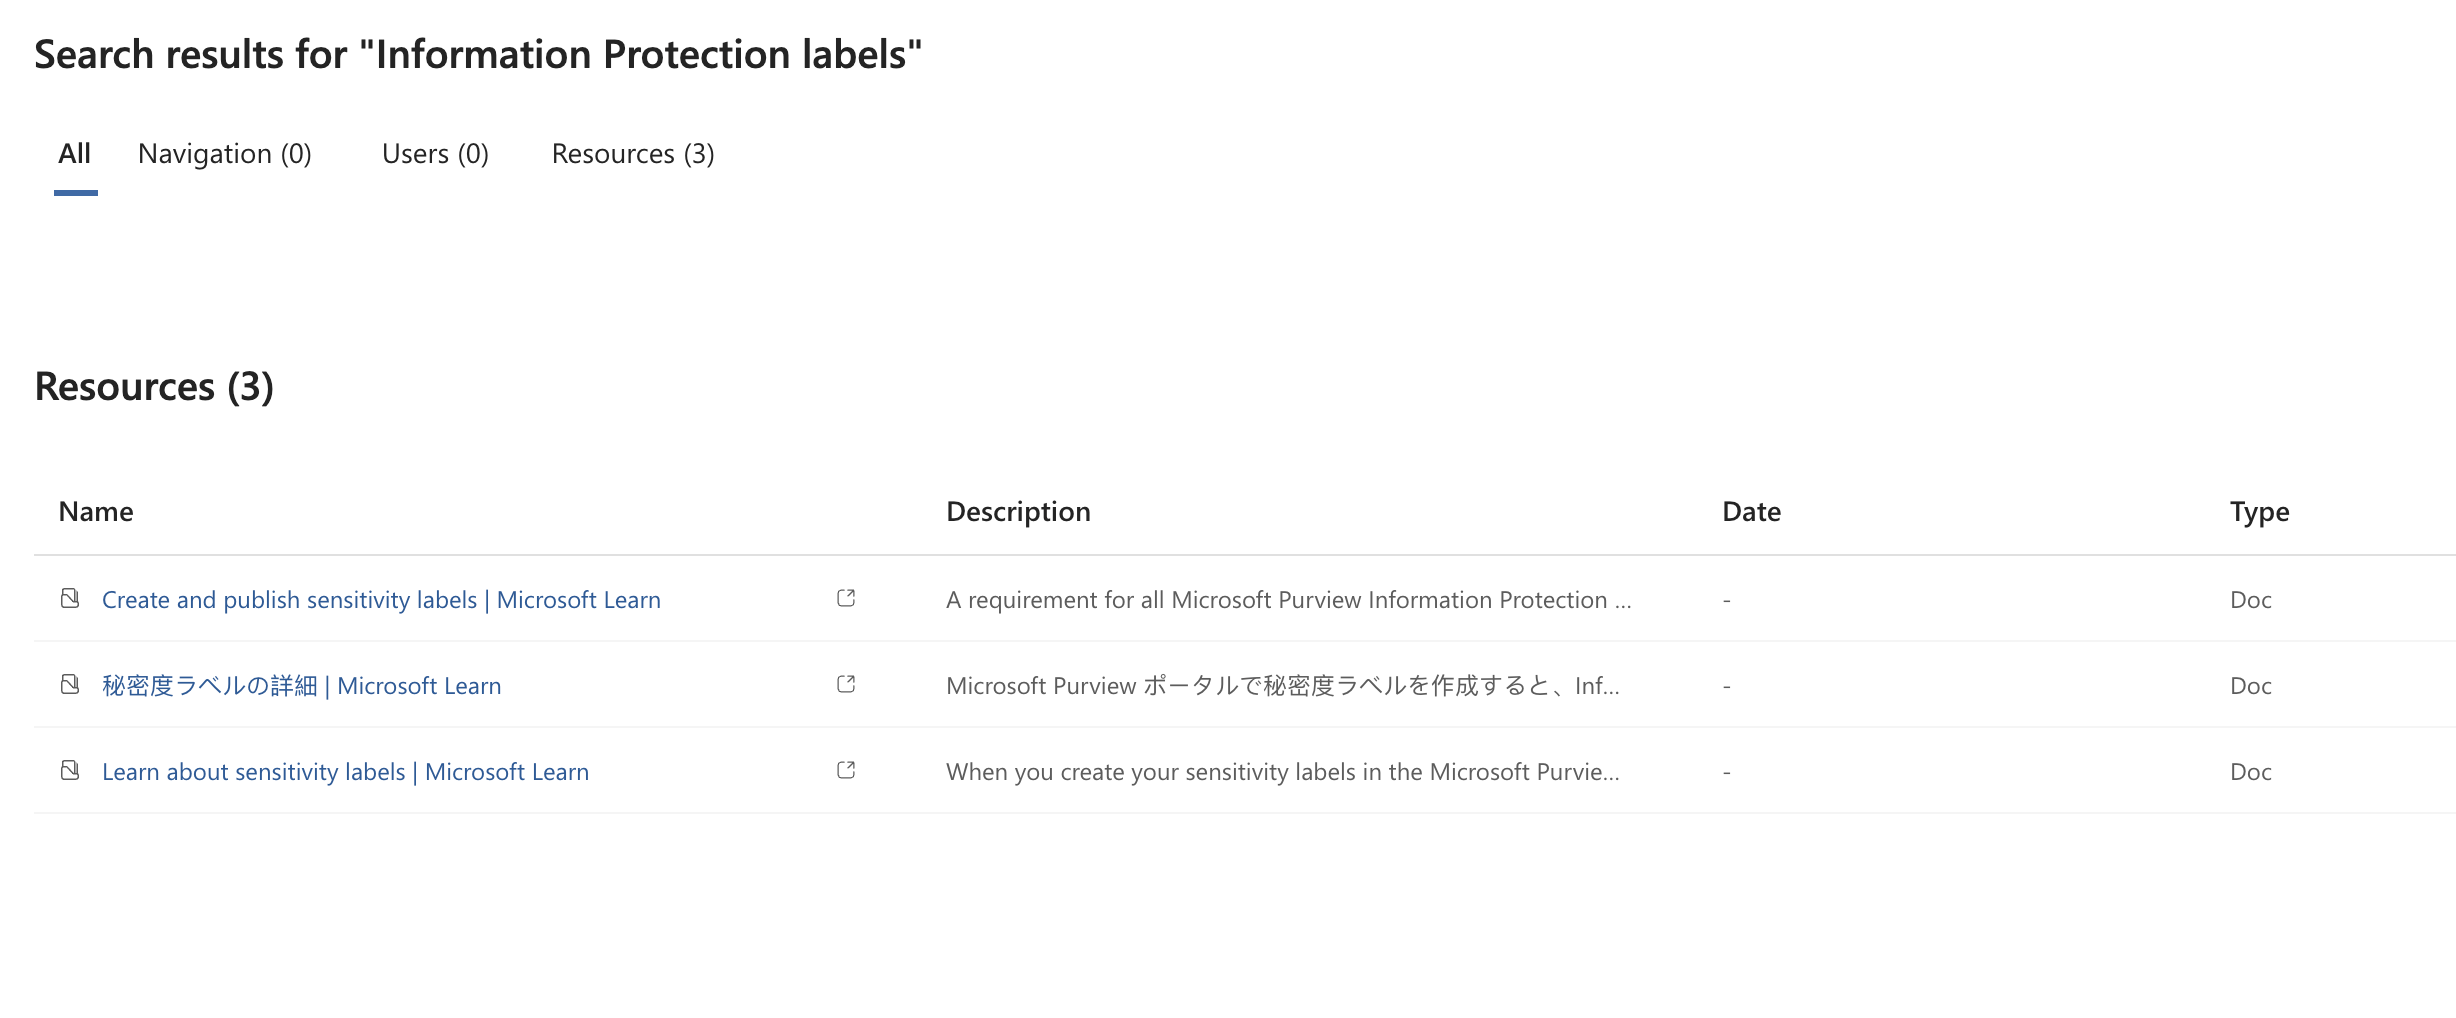 Search results for "Information Protection labels"
All Navigation (0) Users (0) Resources (3)
Resources (3)
Name Description Date Type
Create and publish sensitivity labels | Microsoft Learn A requirement for all Microsoft Purview Information Protection ... - Doc
秘密度ラベルの詳細 | Microsoft Learn Microsoft Purview ポータルで秘密度ラベルを作成すると、Inf... - Doc
Learn about sensitivity labels | Microsoft Learn When you create your sensitivity labels in the Microsoft Purvie... - Doc